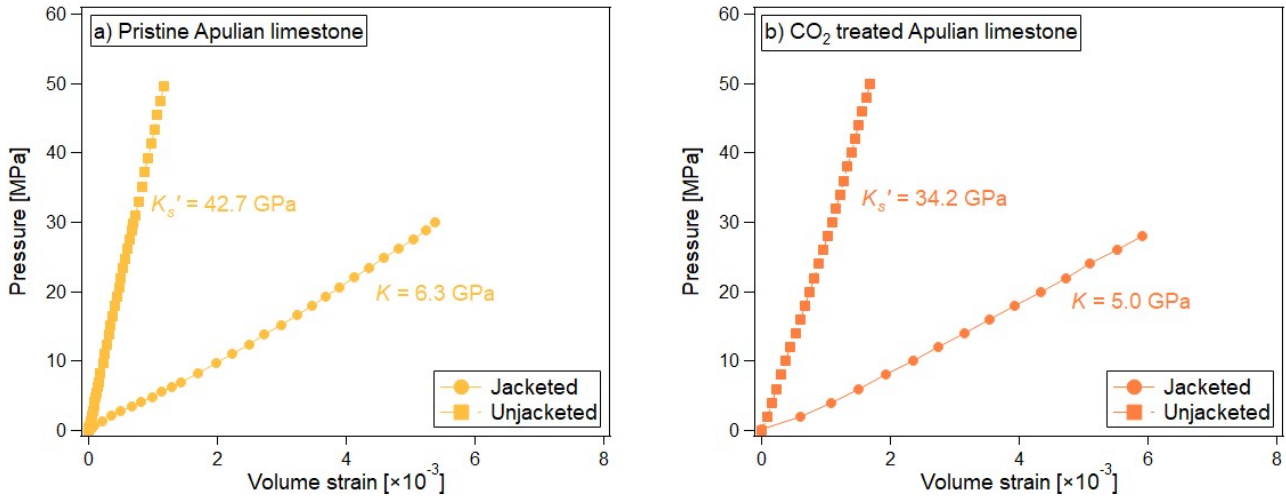 a) Pristine Apulian limestone
60
50
40
30
20
10
0
Pressure [MPa]
Kₛ' = 42.7 GPa
K = 6.3 GPa
Jacketed
Unjacketed
0 2 4 6 8
Volume strain [×10⁻³]
b) CO₂ treated Apulian limestone
60
50
40
30
20
10
0
Pressure [MPa]
Kₛ' = 34.2 GPa
K = 5.0 GPa
Jacketed
Unjacketed
0 2 4 6 8
Volume strain [×10⁻³]